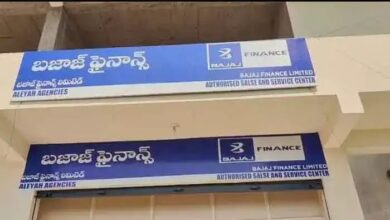 బజాజ్ ఫైనాన్స్
బజాజ్ ఫైనాన్స్ లిమిటెడ్
ALEYAH AGENCIES
BAJAJ
FINANCE
BAJAJ FINANCE LIMITED
AUTHORISED SALSE AND SERVICE CENTER
బజాజ్ ఫైనాన్స్
బజాజ్ ఫైనాన్స్ లిమిటెడ్
ALEYAH AGENCIES
BAJAJ
FINANCE
BAJAJ FINANCE LIMITED
AUTHORISED SALSE AND SERVICE CENTER